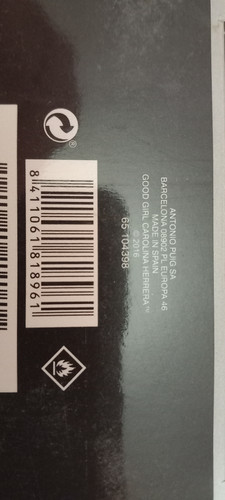 ANTONIO PUIG SA
BARCELONA 08902 PL EUROPA 46
MADE IN SPAIN
GOOD GIRL CAROLINA HERRERA™
©2016
65 104398
8 411061 818961